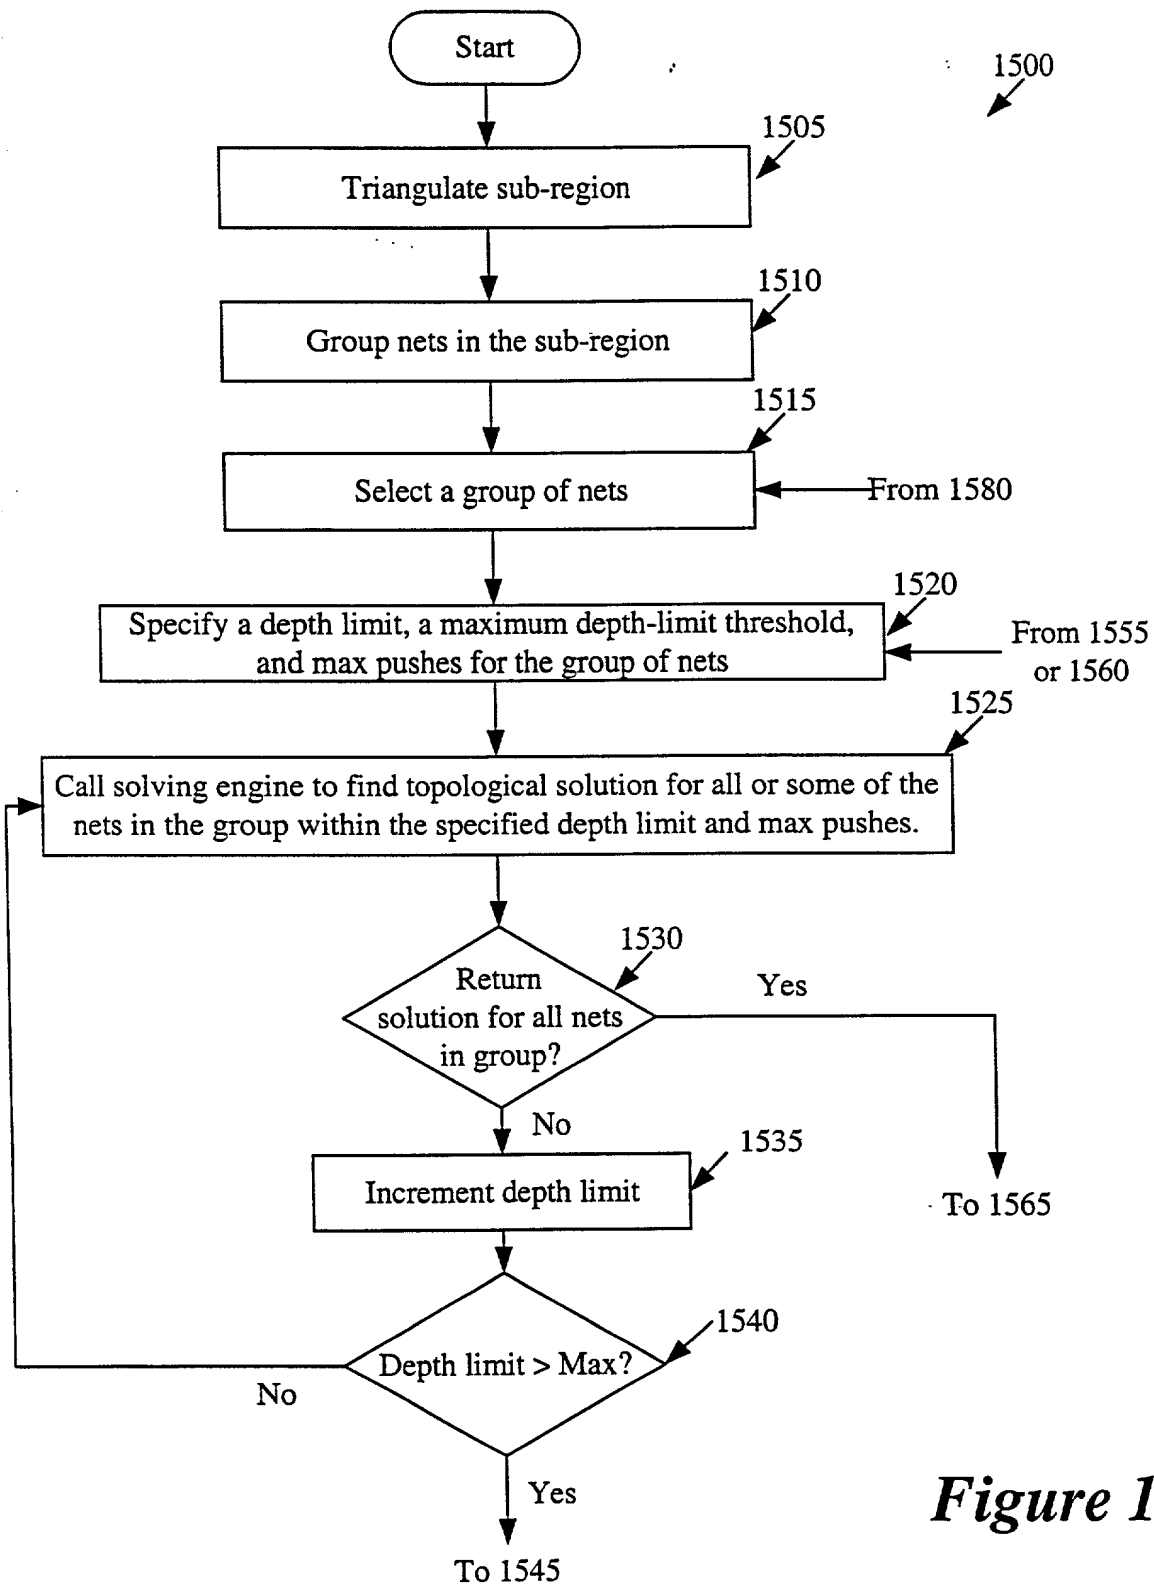 Start
1500
1505
Triangulate sub-region
1510
Group nets in the sub-region
1515
Select a group of nets
From 1580
1520
Specify a depth limit, a maximum depth-limit threshold,
and max pushes for the group of nets
From 1555
or 1560
1525
Call solving engine to find topological solution for all or some of the
nets in the group within the specified depth limit and max pushes.
1530
Return
solution for all nets
in group?
Yes
No
1535
Increment depth limit
To 1565
1540
Depth limit > Max?
No
Yes
To 1545
Figure 1